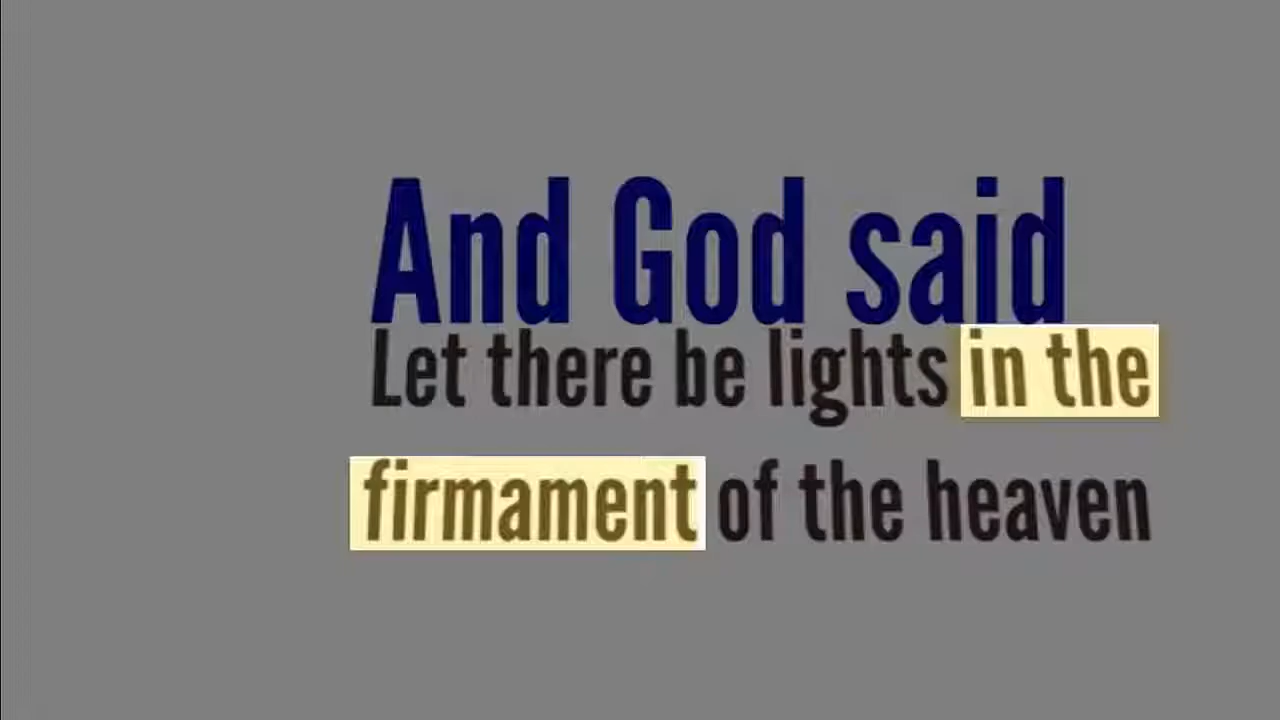 And God said
Let there be lights in the
firmament of the heaven